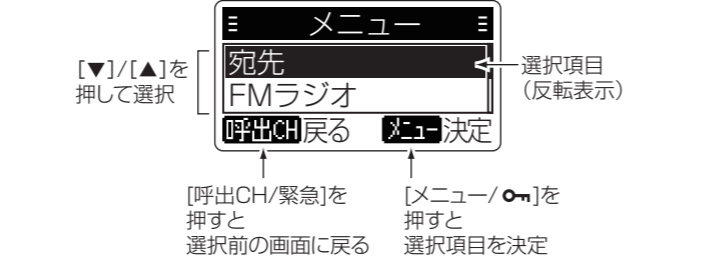 メニュー
[▼]/[▲]を
押して選択
宛先
FMラジオ
選択項目
（反転表示）
呼出CH 戻る メニュー 決定
[呼出CH/緊急]を
押すと
選択前の画面に戻る
[メニュー/ ]を
押すと
選択項目を決定